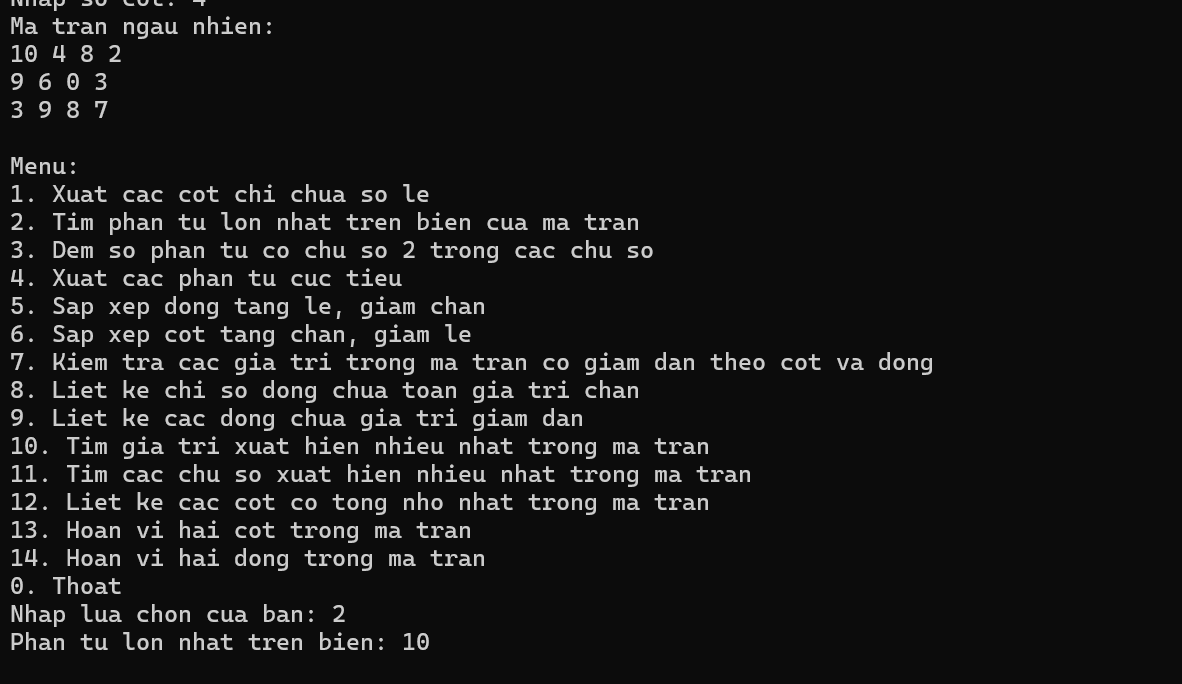 Nhap so cot: 4
Ma tran ngau nhien:
10 4 8 2
9 6 0 3
3 9 8 7
Menu:
1. Xuat cac cot chi chua so le
2. Tim phan tu lon nhat tren bien cua ma tran
3. Dem so phan tu co chu so 2 trong cac chu so
4. Xuat cac phan tu cuc tieu
5. Sap xep dong tang le, giam chan
6. Sap xep cot tang chan, giam le
7. Kiem tra cac gia tri trong ma tran co giam dan theo cot va dong
8. Liet ke chi so dong chua toan gia tri chan
9. Liet ke cac dong chua gia tri giam dan
10. Tim gia tri xuat hien nhieu nhat trong ma tran
11. Tim cac chu so xuat hien nhieu nhat trong ma tran
12. Liet ke cac cot co tong nho nhat trong ma tran
13. Hoan vi hai cot trong ma tran
14. Hoan vi hai dong trong ma tran
0. Thoat
Nhap lua chon cua ban: 2
Phan tu lon nhat tren bien: 10